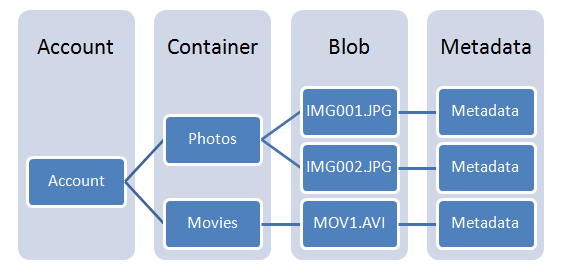 Account
Container
Blob
Metadata
Account
Photos
Movies
IMG001.JPG
IMG002.JPG
MOV1.AVI
Metadata
Metadata
Metadata